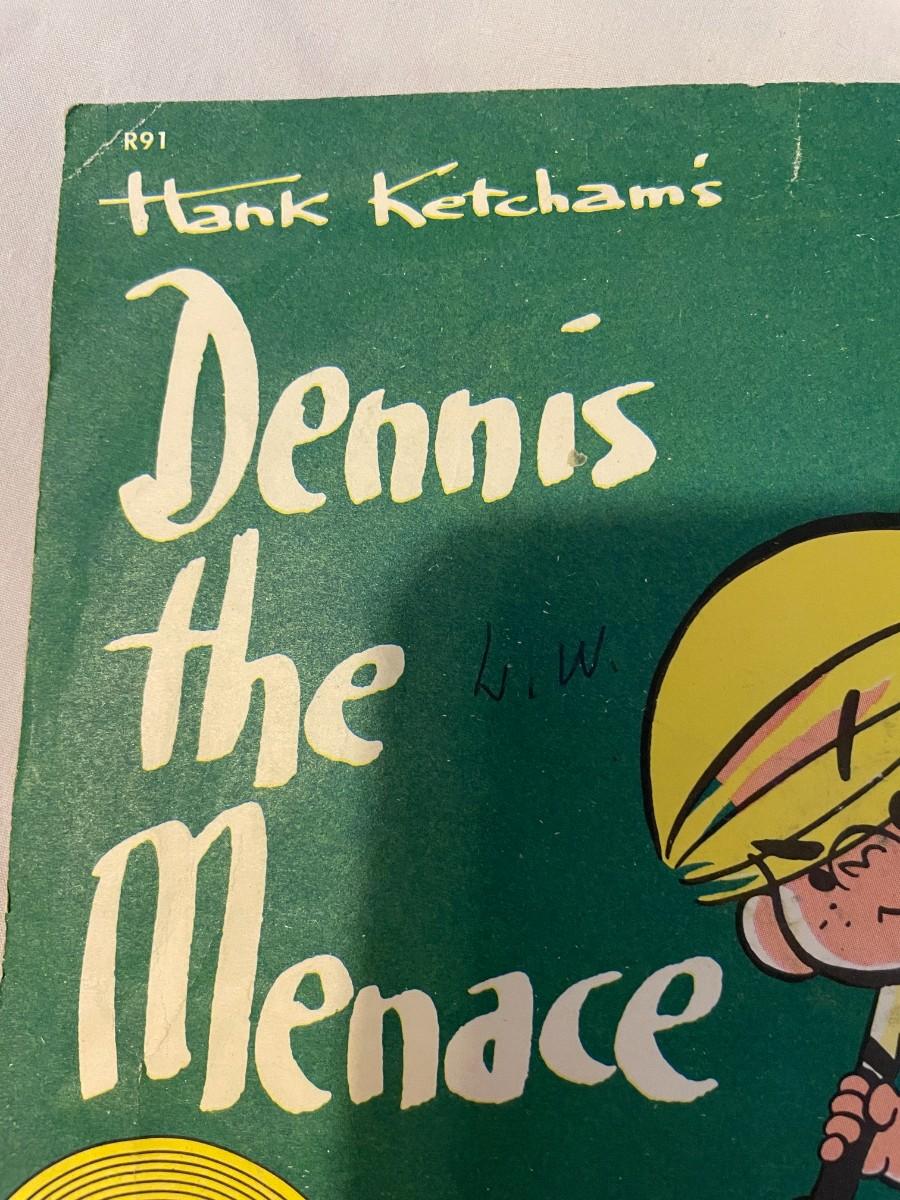 R91
Hank Ketcham's
Dennis
the
L.W.
Menace